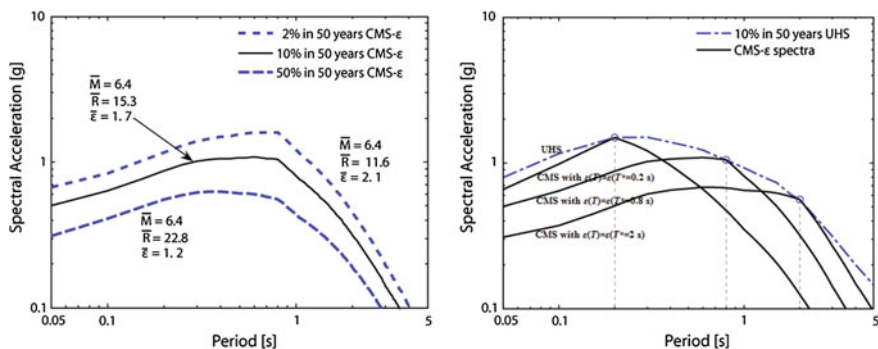 2% in 50 years CMS-ε
10% in 50 years CMS-ε
50% in 50 years CMS-ε
M̅ = 6.4
R̅ = 15.3
ε̅ = 1.7
M̅ = 6.4
R̅ = 11.6
ε̅ = 2.1
M̅ = 6.4
R̅ = 22.8
ε̅ = 1.2
Spectral Acceleration [g]
10
1
0.1
0.05 0.1 1 5
Period [s]
10% in 50 years UHS
CMS-ε spectra
UHS
CMS with ε(T)=ε(T*=0.2 s)
CMS with ε(T)=ε(T*=0.8 s)
CMS with ε(T)=ε(T*=2 s)
Spectral Acceleration [g]
10
1
0.1
0.05 0.1 1 5
Period [s]